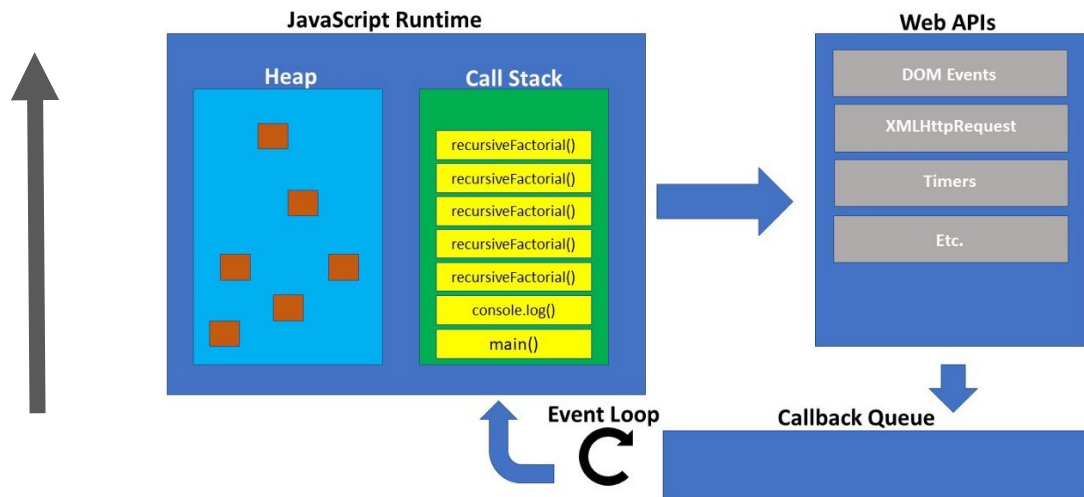 JavaScript Runtime
Heap
Call Stack
recursiveFactorial()
recursiveFactorial()
recursiveFactorial()
recursiveFactorial()
recursiveFactorial()
console.log()
main()
Web APIs
DOM Events
XMLHttpRequest
Timers
Etc.
Event Loop
Callback Queue